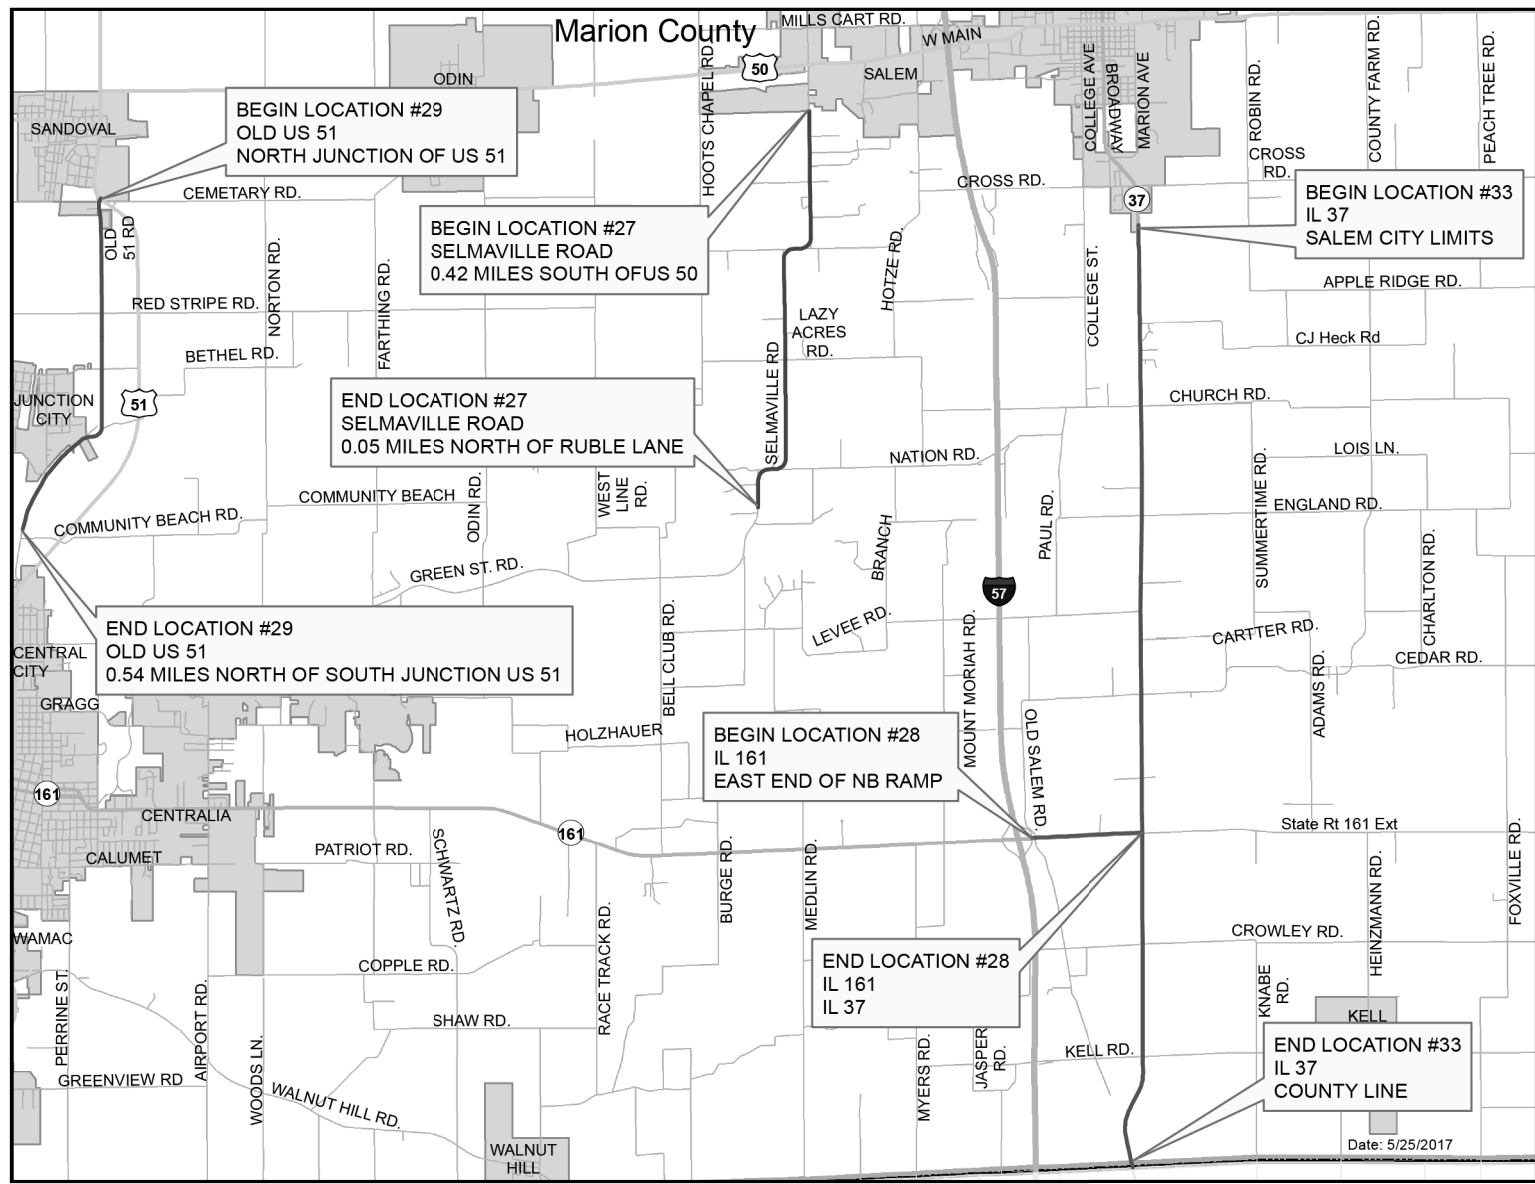 Marion County
MILLS CART RD.
W MAIN
50
ODIN
SALEM
HOOTS CHAPEL RD.
COLLEGE AVE
BROADWAY
MARION AVE
ROBIN RD.
COUNTY FARM RD.
PEACH TREE RD.
SANDOVAL
BEGIN LOCATION #29
OLD US 51
NORTH JUNCTION OF US 51
CROSS
RD.
CEMETARY RD.
CROSS RD.
37
BEGIN LOCATION #33
IL 37
SALEM CITY LIMITS
BEGIN LOCATION #27
SELMAVILLE ROAD
0.42 MILES SOUTH OFUS 50
OLD
51 RD
NORTON RD.
FARTHING RD.
HOTZE RD.
COLLEGE ST.
APPLE RIDGE RD.
RED STRIPE RD.
LAZY
ACRES
RD.
CJ Heck Rd
BETHEL RD.
SELMAVILLE RD
JUNCTION
CITY
51
END LOCATION #27
SELMAVILLE ROAD
0.05 MILES NORTH OF RUBLE LANE
CHURCH RD.
NATION RD.
LOIS LN.
COMMUNITY BEACH
ODIN RD.
WEST
LINE
RD.
SUMMERTIME RD.
ENGLAND RD.
COMMUNITY BEACH RD.
PAUL RD.
BRANCH
GREEN ST. RD.
57
CHARLTON RD.
END LOCATION #29
OLD US 51
0.54 MILES NORTH OF SOUTH JUNCTION US 51
BELL CLUB RD.
LEVEE RD.
MOUNT MORIAH RD.
CARTTER RD.
CENTRAL
CITY
ADAMS RD.
CEDAR RD.
GRAGG
HOLZHAUER
BEGIN LOCATION #28
IL 161
EAST END OF NB RAMP
OLD SALEM RD.
161
CENTRALIA
161
State Rt 161 Ext
CALUMET
PATRIOT RD.
SCHWARTZ RD.
BURGE RD.
MEDLIN RD.
HEINZMANN RD.
FOXVILLE RD.
WAMAC
RACE TRACK RD.
CROWLEY RD.
COPPLE RD.
END LOCATION #28
IL 161
IL 37
PERRINE ST.
AIRPORT RD.
KNABE
RD.
SHAW RD.
KELL
WOODS LN.
MYERS RD.
JASPER
RD.
KELL RD.
END LOCATION #33
IL 37
COUNTY LINE
GREENVIEW RD
WALNUT HILL RD.
WALNUT
HILL
Date: 5/25/2017